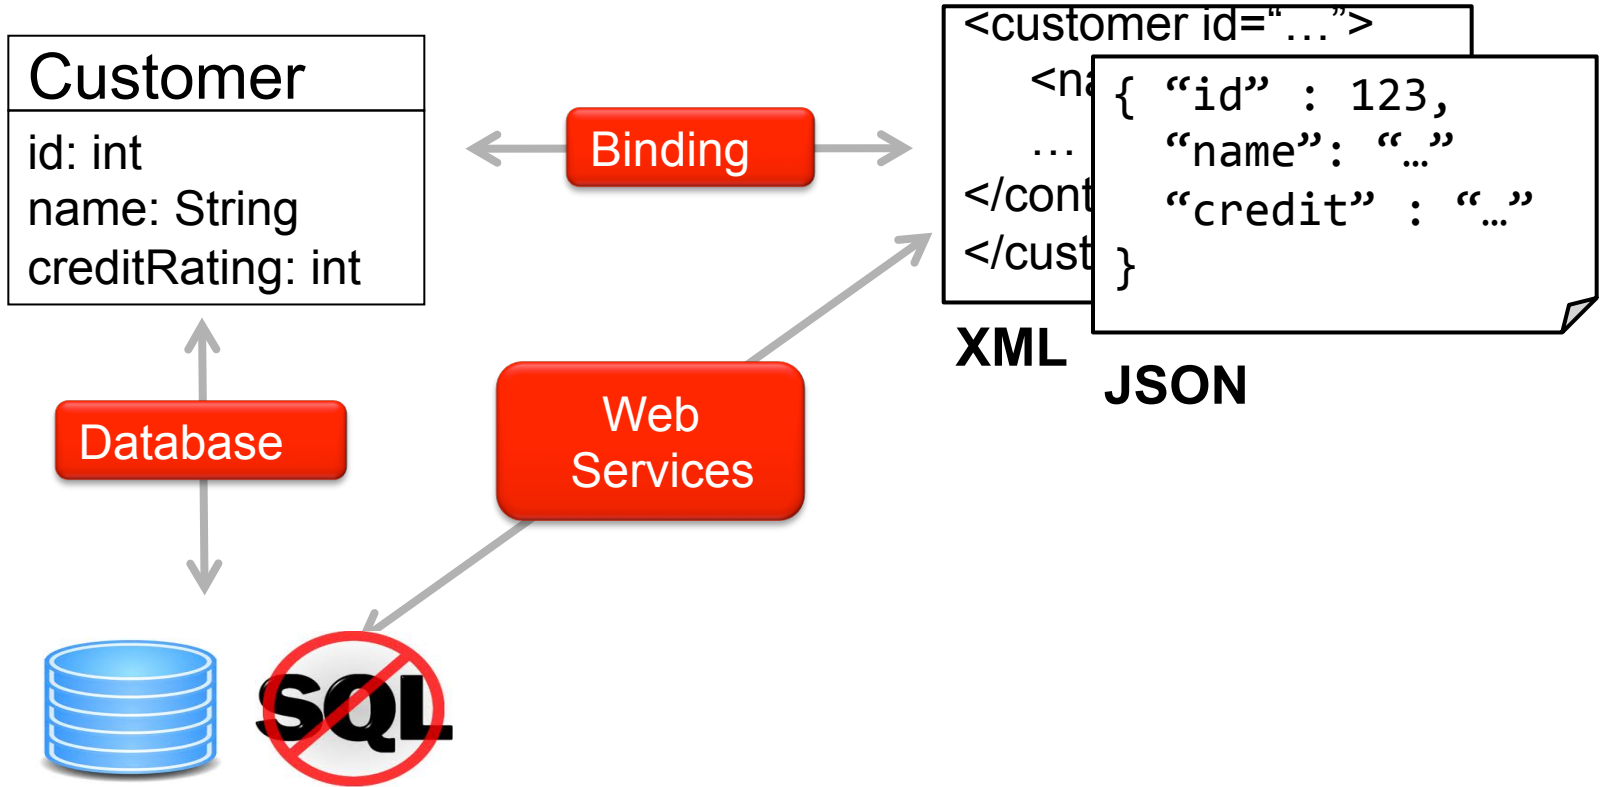 Customer
id: int
name: String
creditRating: int
Binding
<customer id=“…”>
<na
…
</cont
</cust
{ “id” : 123,
“name”: “…”
“credit” : “…”
}
XML
JSON
Database
Web
Services
SQL